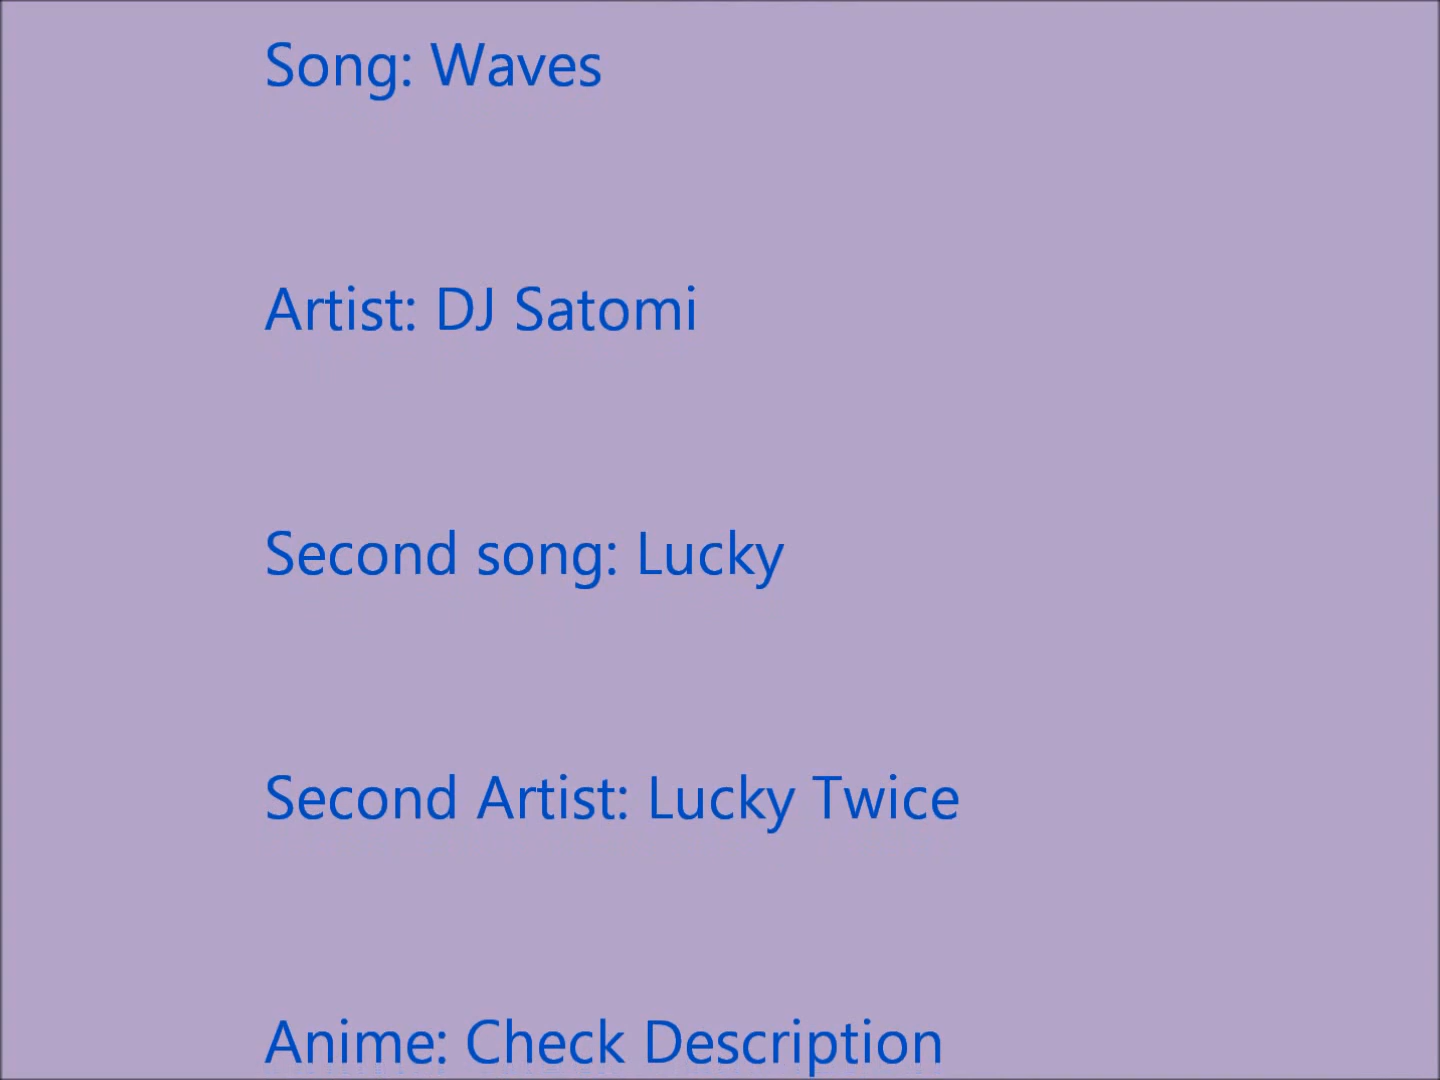 Song: Waves
Artist: DJ Satomi
Second song: Lucky
Second Artist: Lucky Twice
Anime: Check Description